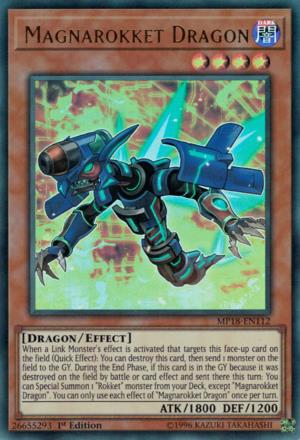 MAGNAROKKET DRAGON
DARK
闇
MP18-EN112
[DRAGON/EFFECT]
When a Link Monster's effect is activated that targets this face-up card on
the field (Quick Effect): You can destroy this card, then send 1 monster on the
field to the GY. During the End Phase, if this card is in the GY because it was
destroyed on the field by battle or card effect and sent there this turn: You
can Special Summon 1 "Rokket" monster from your Deck, except "Magnarokket
Dragon". You can only use each effect of "Magnarokket Dragon" once per turn.
ATK/1800 DEF/1200
26655293 1st Edition ©1996 KAZUKI TAKAHASHI